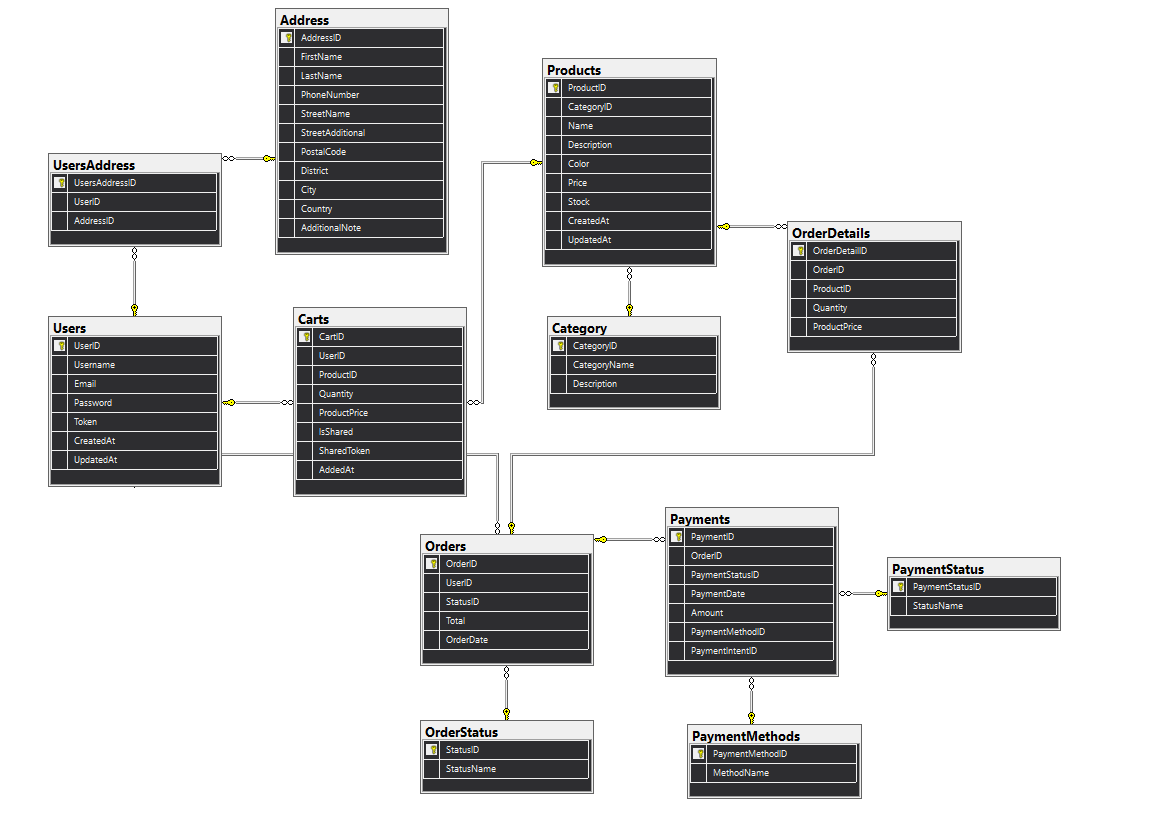 Address
AddressID
FirstName
LastName
PhoneNumber
StreetName
StreetAdditional
PostalCode
District
City
Country
AdditionalNote
Products
ProductID
CategoryID
Name
Description
Color
Price
Stock
CreatedAt
UpdatedAt
UsersAddress
UsersAddressID
UserID
AddressID
OrderDetails
OrderDetailID
OrderID
ProductID
Quantity
ProductPrice
Users
UserID
Username
Email
Password
Token
CreatedAt
UpdatedAt
Carts
CartID
UserID
ProductID
Quantity
ProductPrice
IsShared
SharedToken
AddedAt
Category
CategoryID
CategoryName
Description
Orders
OrderID
UserID
StatusID
Total
OrderDate
Payments
PaymentID
OrderID
PaymentStatusID
PaymentDate
Amount
PaymentMethodID
PaymentIntentID
PaymentStatus
PaymentStatusID
StatusName
OrderStatus
StatusID
StatusName
PaymentMethods
PaymentMethodID
MethodName